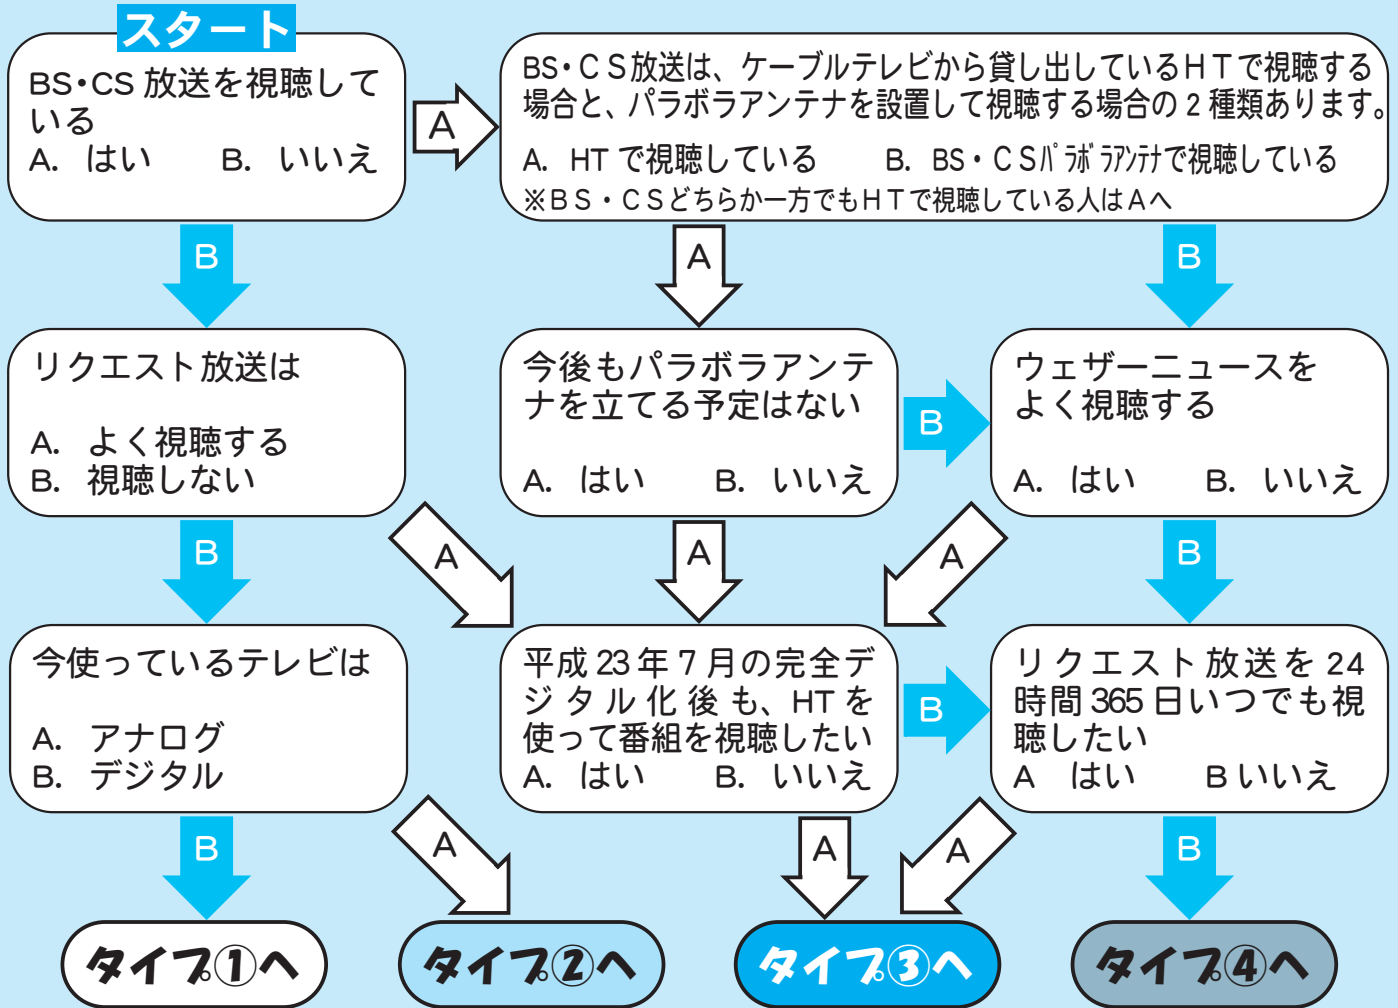 スタート
BS・CS 放送を視聴して
いる
A. はい B. いいえ
A
BS・ＣＳ放送は、ケーブルテレビから貸し出しているＨＴで視聴する
場合と、パラボラアンテナを設置して視聴する場合の 2 種類あります。
A. HT で視聴している B. BS・ＣＳﾊﾟﾗﾎﾞﾗｱﾝﾃﾅで視聴している
※ＢＳ・ＣＳどちらか一方でもＨＴで視聴している人はＡへ
B
A
B
リクエスト放送は
A. よく視聴する
B. 視聴しない
今後もパラボラアンテ
ナを立てる予定はない
A. はい B. いいえ
B
ウェザーニュースを
よく視聴する
A. はい B. いいえ
B
A
A
A
B
今使っているテレビは
A. アナログ
B. デジタル
平成 23 年 7 月の完全デ
ジタル化後も、HT を
使って番組を視聴したい
A. はい B. いいえ
B
リクエスト放送を 24
時間 365 日いつでも視
聴したい
A はい B いいえ
B
A
A
A
B
タイプ①へ
タイプ②へ
タイプ③へ
タイプ④へ